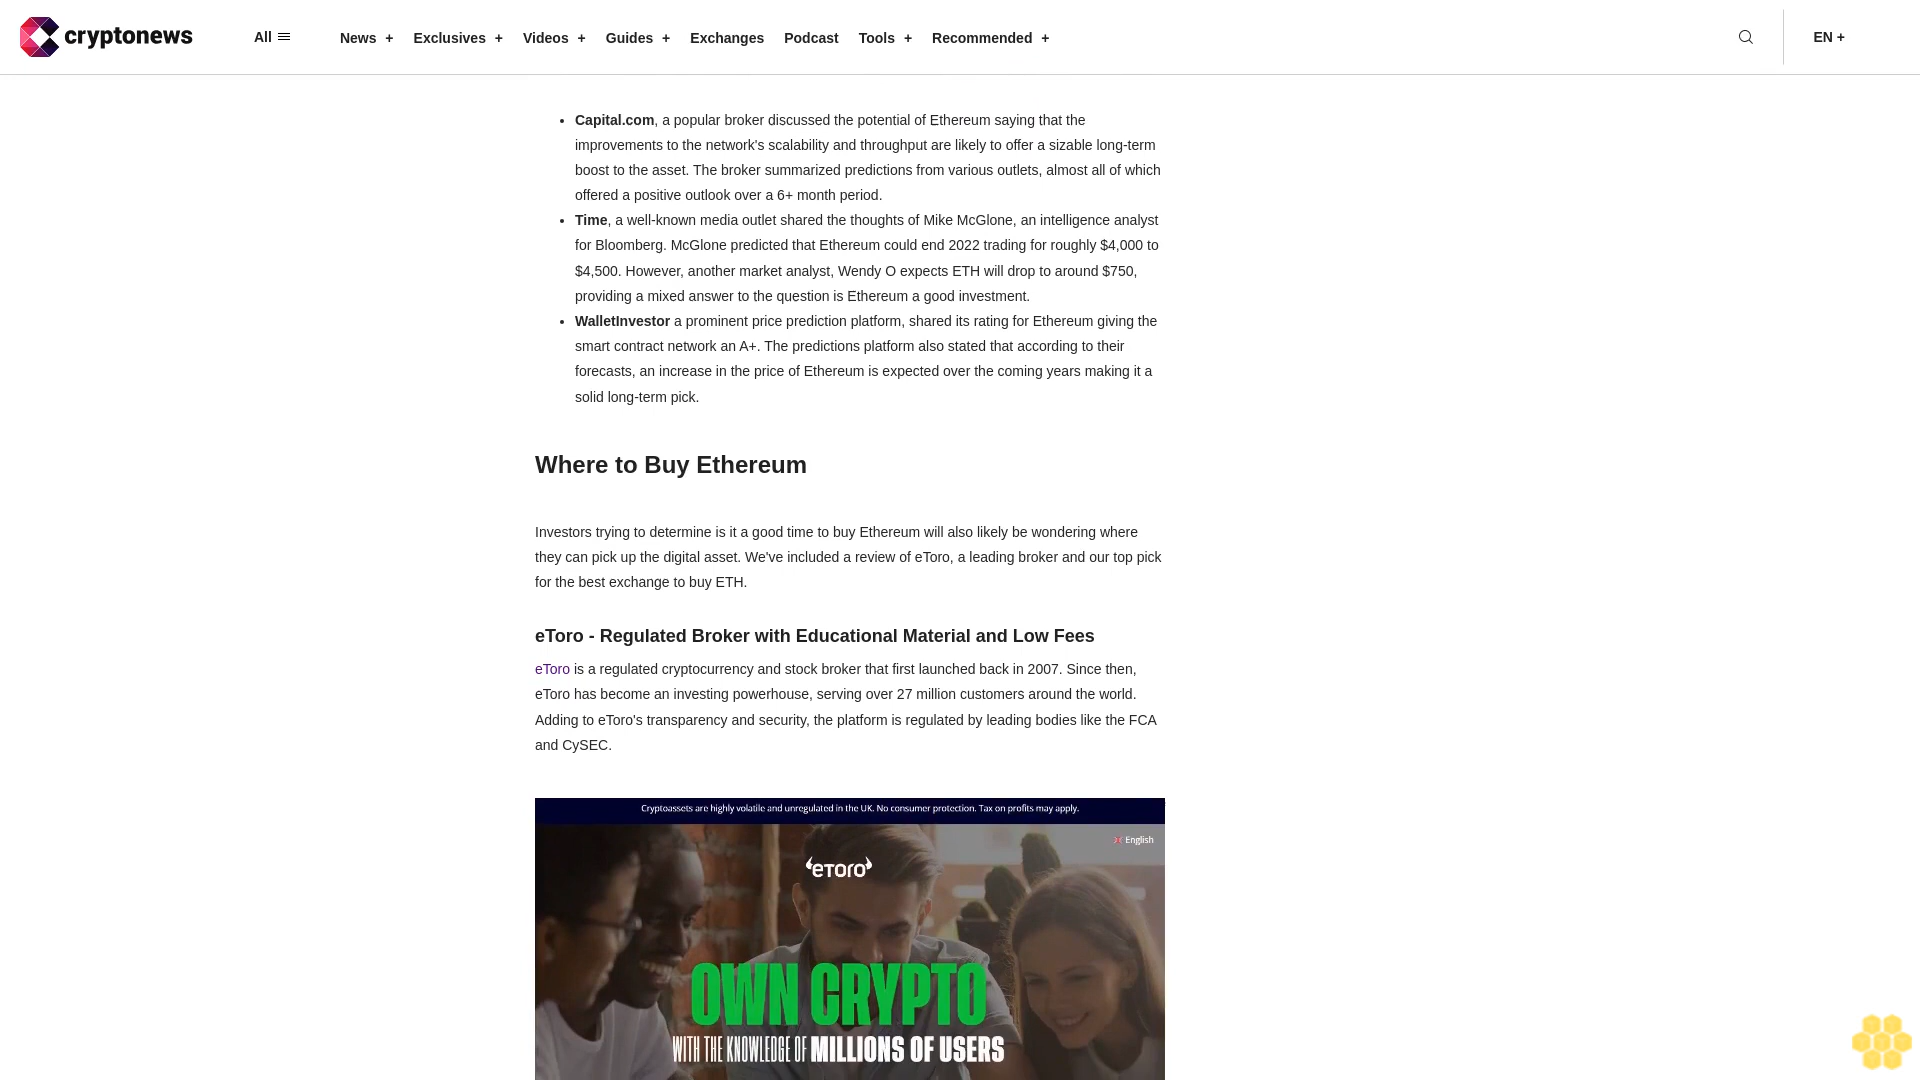 cryptonews
All
News +
Exclusives +
Videos +
Guides +
Exchanges
Podcast
Tools +
Recommended +
EN +
• Capital.com, a popular broker discussed the potential of Ethereum saying that the
improvements to the network's scalability and throughput are likely to offer a sizable long-term
boost to the asset. The broker summarized predictions from various outlets, almost all of which
offered a positive outlook over a 6+ month period.
• Time, a well-known media outlet shared the thoughts of Mike McGlone, an intelligence analyst
for Bloomberg. McGlone predicted that Ethereum could end 2022 trading for roughly $4,000 to
$4,500. However, another market analyst, Wendy O expects ETH will drop to around $750,
providing a mixed answer to the question is Ethereum a good investment.
• WalletInvestor a prominent price prediction platform, shared its rating for Ethereum giving the
smart contract network an A+. The predictions platform also stated that according to their
forecasts, an increase in the price of Ethereum is expected over the coming years making it a
solid long-term pick.
Where to Buy Ethereum
Investors trying to determine is it a good time to buy Ethereum will also likely be wondering where
they can pick up the digital asset. We've included a review of eToro, a leading broker and our top pick
for the best exchange to buy ETH.
eToro - Regulated Broker with Educational Material and Low Fees
eToro is a regulated cryptocurrency and stock broker that first launched back in 2007. Since then,
eToro has become an investing powerhouse, serving over 27 million customers around the world.
Adding to eToro's transparency and security, the platform is regulated by leading bodies like the FCA
and CySEC.
Cryptoassets are highly volatile and unregulated in the UK. No consumer protection. Tax on profits may apply.
English
eToro
OWN CRYPTO
WITH THE KNOWLEDGE OF MILLIONS OF USERS